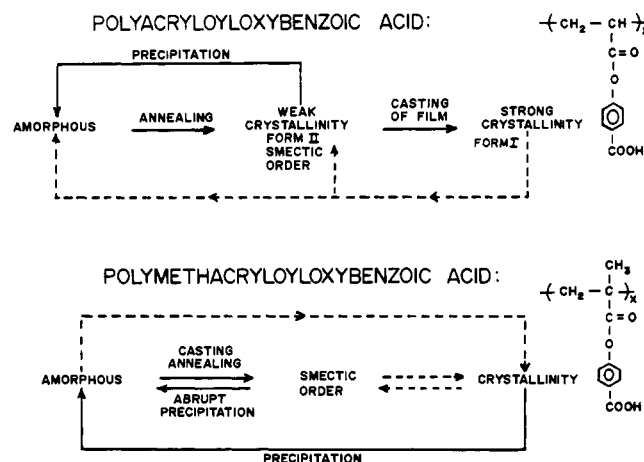 POLYACRYLOYLOXYBENZOIC ACID:
PRECIPITATION
AMORPHOUS
ANNEALING
WEAK
CRYSTALLINITY
FORM II
SMECTIC
ORDER
CASTING
OF FILM
STRONG
CRYSTALLINITY
FORM I
( CH2 – CH )x
C=O
O
COOH
POLYMETHACRYLOYLOXYBENZOIC ACID:
AMORPHOUS
CASTING
ANNEALING
ABRUPT
PRECIPITATION
SMECTIC
ORDER
CRYSTALLINITY
PRECIPITATION
CH3
( CH2 – C )x
C=O
O
COOH